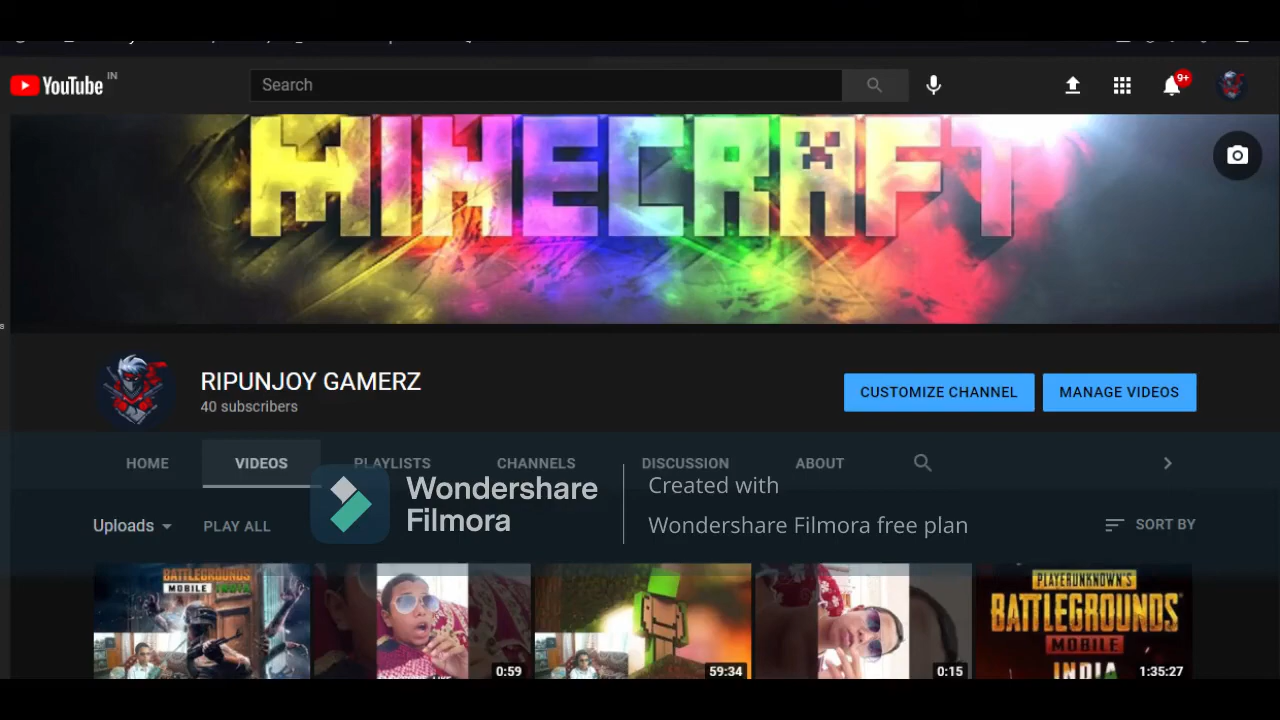 YouTube IN
Search
9+
MINECRAFT
RIPUNJOY GAMERZ
40 subscribers
CUSTOMIZE CHANNEL
MANAGE VIDEOS
HOME
VIDEOS
PLAYLISTS
CHANNELS
DISCUSSION
ABOUT
Wondershare
Filmora
Created with
Wondershare Filmora free plan
Uploads
PLAY ALL
SORT BY
BATTLEGROUNDS
MOBILE INDIA
0:59
59:34
0:15
PLAYERUNKNOWN'S
BATTLEGROUNDS
MOBILE
INDIA
1:35:27